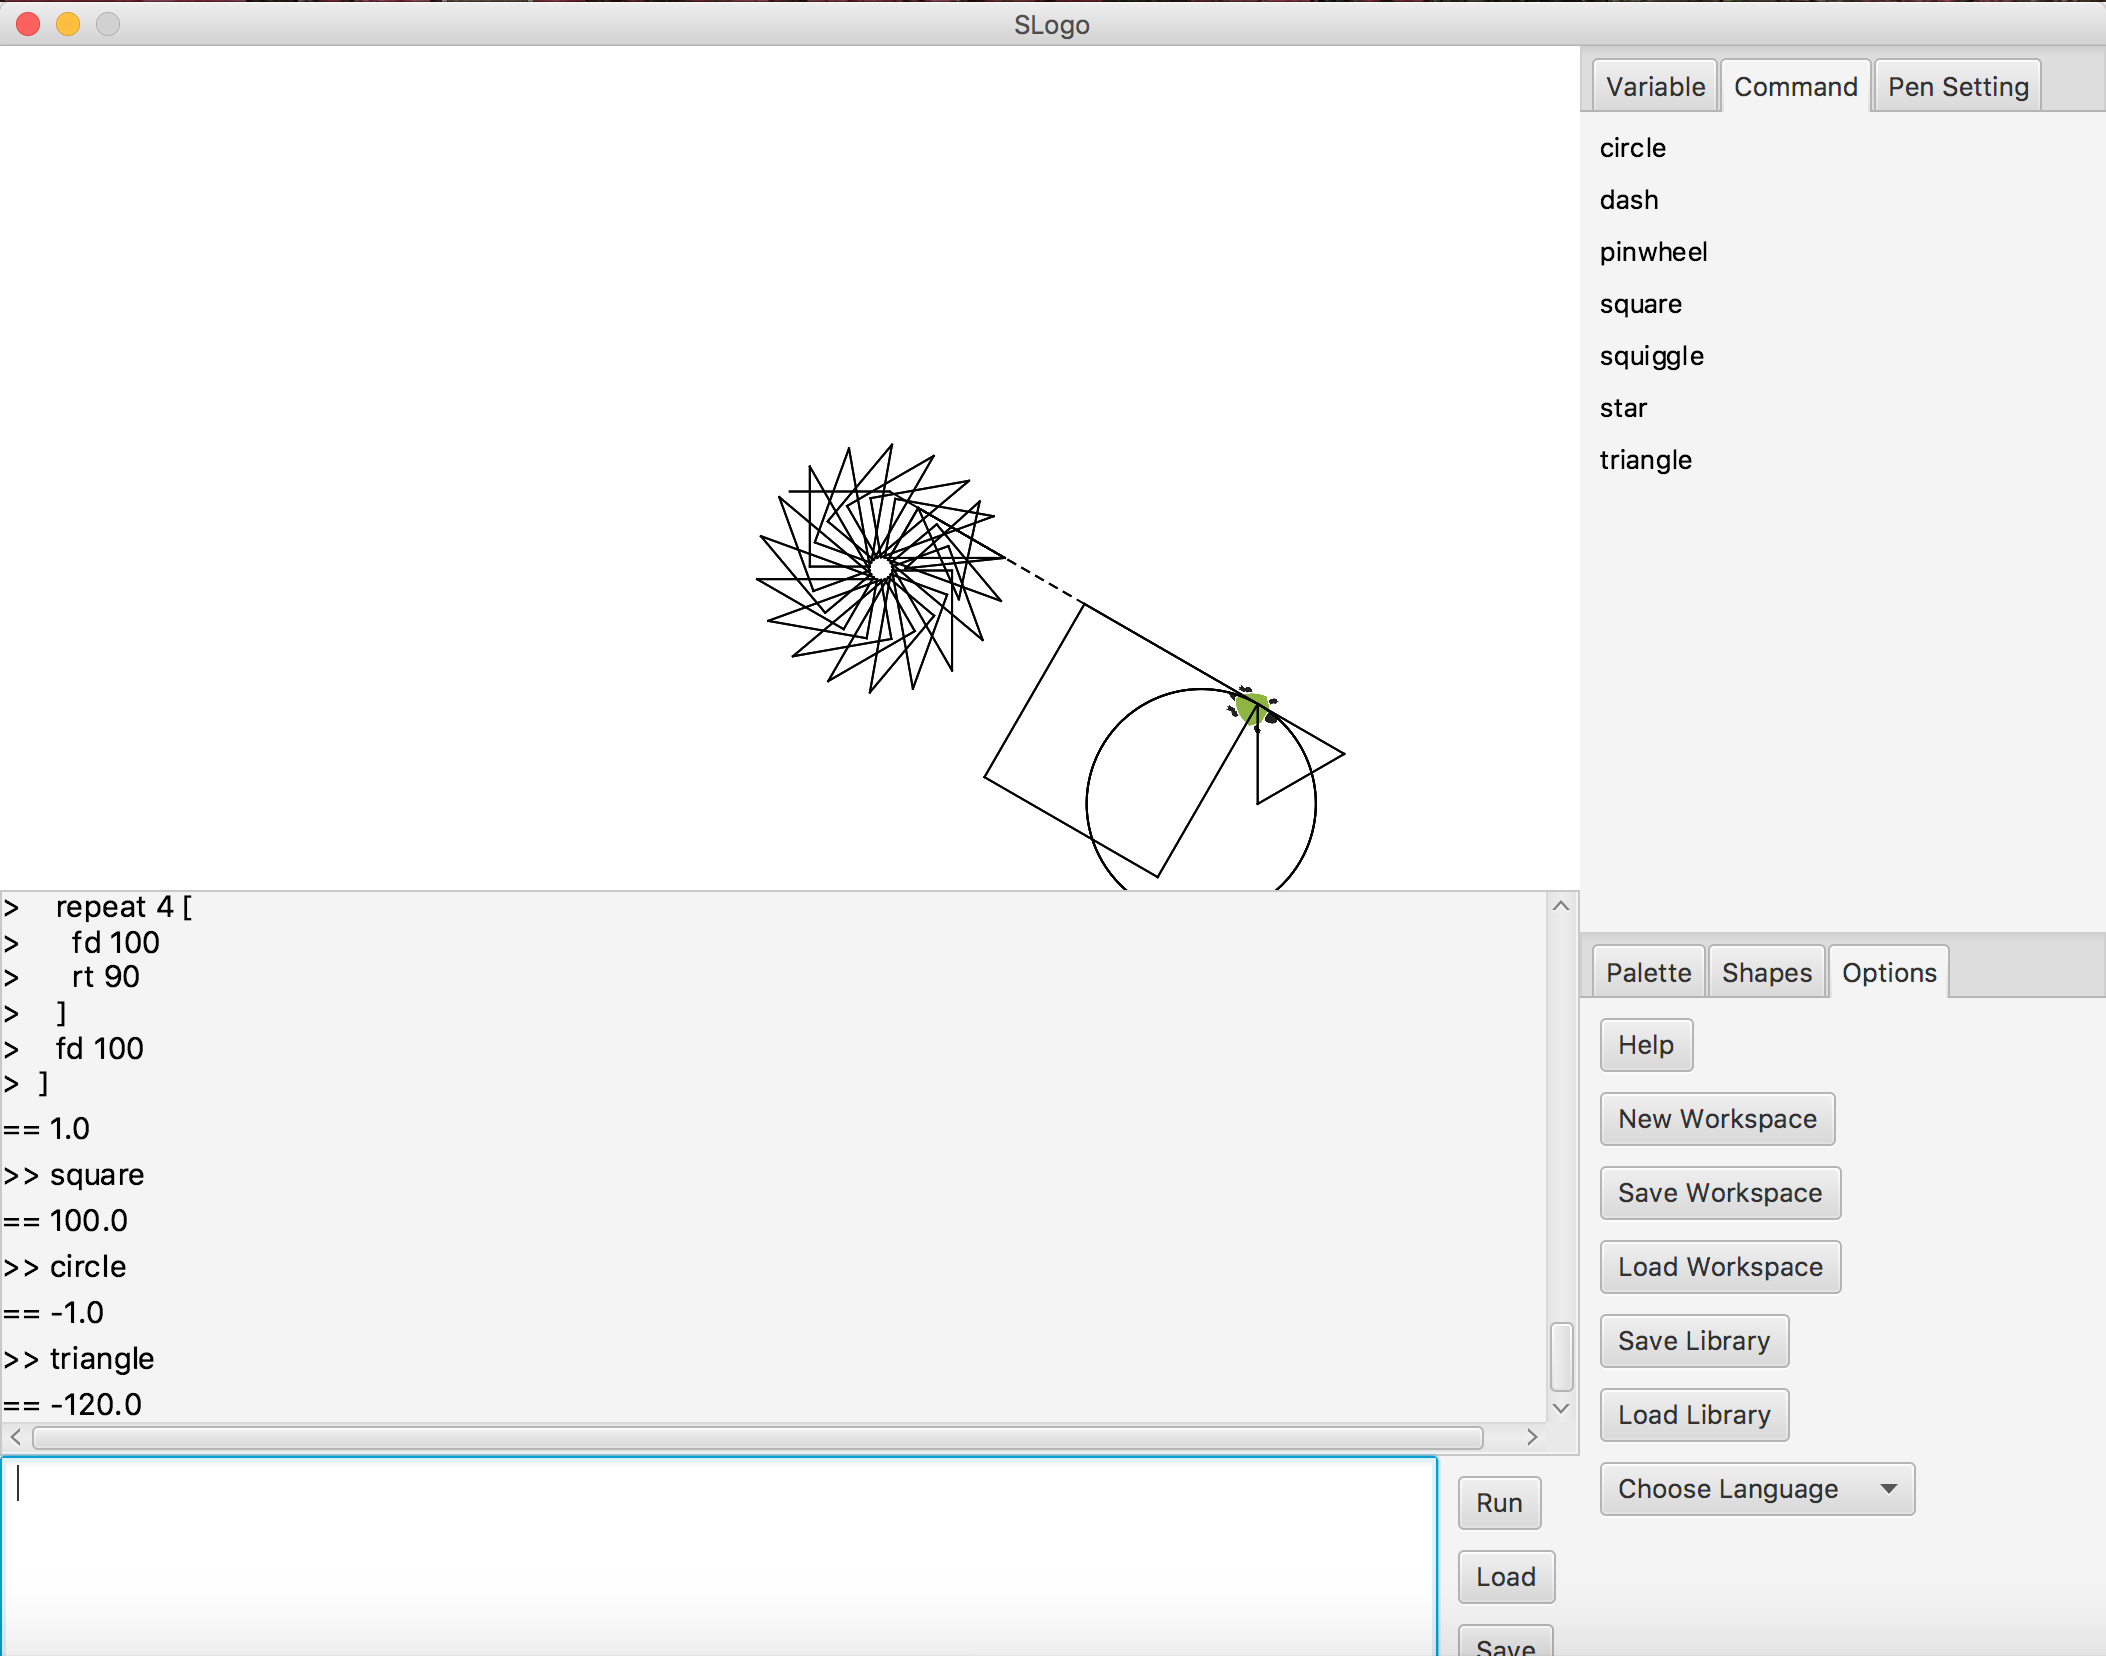 SLogo
Variable
Command
Pen Setting
circle
dash
pinwheel
square
squiggle
star
triangle
> repeat 4 [
> fd 100
> rt 90
> ]
> fd 100
> ]
== 1.0
>> square
== 100.0
>> circle
== -1.0
>> triangle
== -120.0
Run
Load
Save
Palette
Shapes
Options
Help
New Workspace
Save Workspace
Load Workspace
Save Library
Load Library
Choose Language